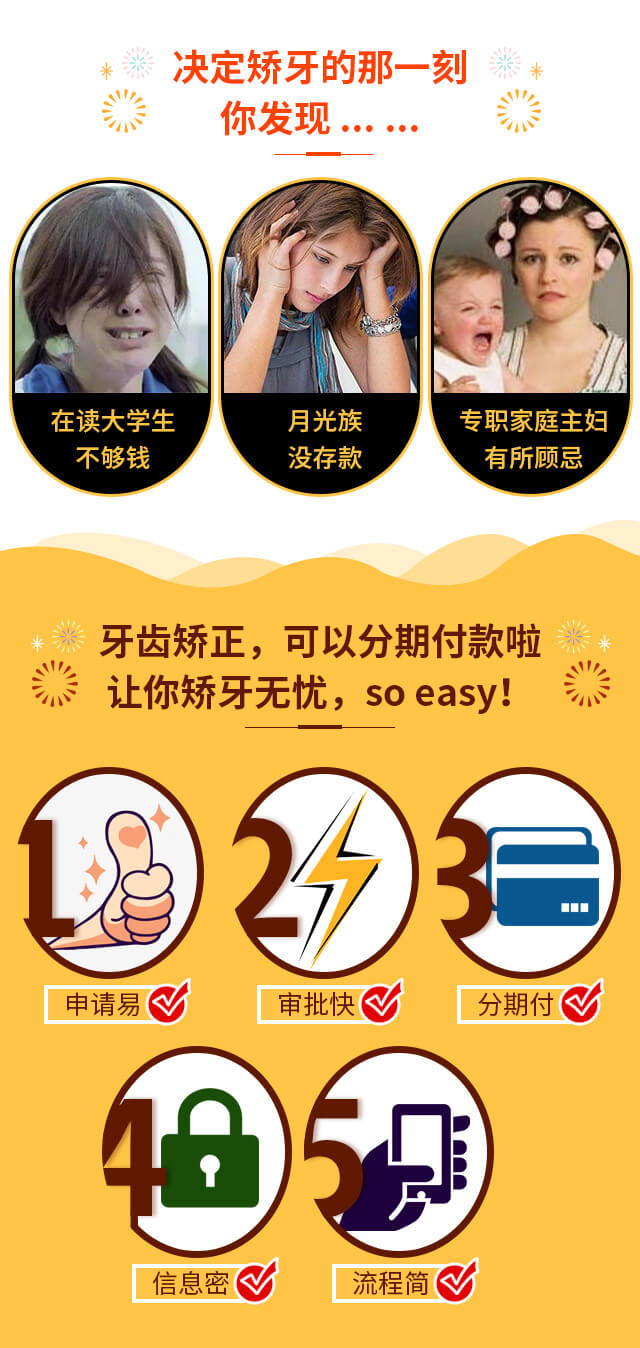 决定矫牙的那一刻
你发现 ... ...
在读大学生
不够钱
月光族
没存款
专职家庭主妇
有所顾忌
牙齿矫正，可以分期付款啦
让你矫牙无忧，so easy！
1
申请易
2
审批快
3
分期付
4
信息密
5
流程简